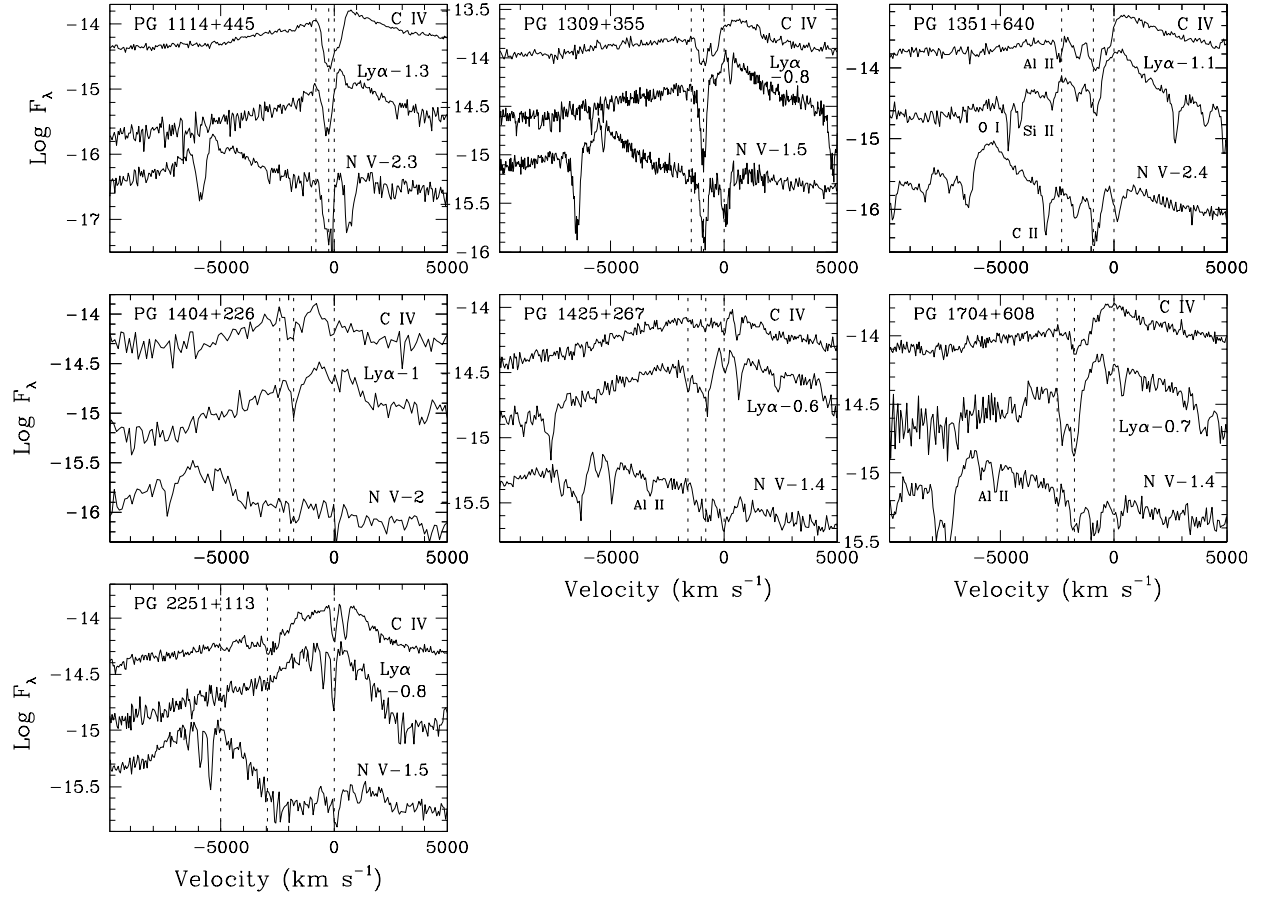 PG 1114+445
C IV
Lyα−1.3
N V−2.3
−14
−15
−16
−17
Log Fλ
−5000 0 5000
PG 1309+355
C IV
Lyα
−0.8
N V−1.5
−13.5
−14
−14.5
−15
−15.5
−16
−5000 0 5000
PG 1351+640
C IV
Al II
Lyα−1.1
O I
Si II
N V−2.4
C II
−14
−15
−16
−5000 0 5000
PG 1404+226
C IV
Lyα−1
N V−2
−14
−14.5
−15
−15.5
−16
Log Fλ
−5000 0 5000
PG 1425+267
C IV
Lyα−0.6
N V−1.4
Al II
−14
−14.5
−15
−15.5
−5000 0 5000
Velocity (km s⁻¹)
PG 1704+608
C IV
Lyα−0.7
N V−1.4
Al II
−14
14.5
−15
15.5
−5000 0 5000
Velocity (km s⁻¹)
PG 2251+113
C IV
Lyα
−0.8
N V−1.5
−14
−14.5
−15
−15.5
Log Fλ
−5000 0 5000
Velocity (km s⁻¹)